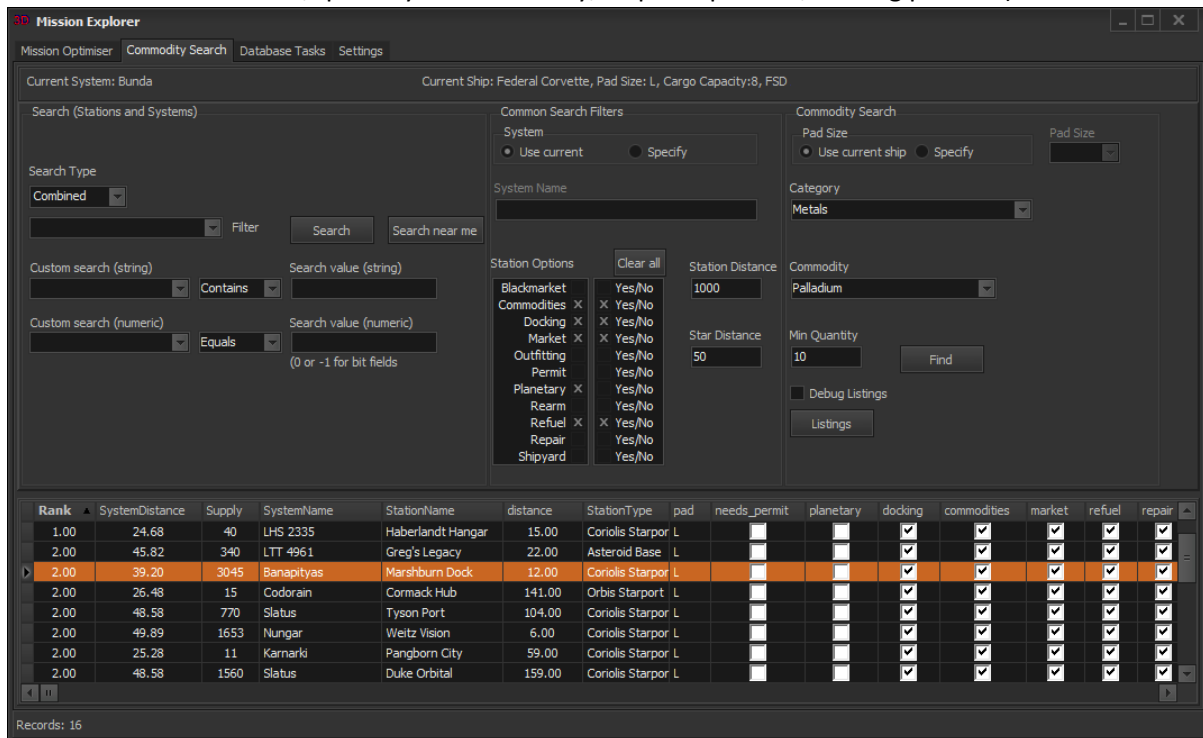 Mission Explorer
Mission Optimiser Commodity Search Database Tasks Settings
Current System: Bunda Current Ship: Federal Corvette, Pad Size: L, Cargo Capacity:8, FSD
Search (Stations and Systems) Common Search Filters Commodity Search
System Pad Size Pad Size
Use current Specify Use current ship Specify
Search Type
System Name Category
Combined Metals
Filter Search Search near me
Station Options Clear all Station Distance Commodity
Custom search (string) Search value (string)
Contains 1000 Palladium
Blackmarket Yes/No
Commodities X X Yes/No
Docking X X Yes/No
Custom search (numeric) Search value (numeric)
Market X X Yes/No Star Distance Min Quantity
Equals
Outfitting Yes/No 50 10 Find
(0 or -1 for bit fields
Permit Yes/No
Planetary X Yes/No Debug Listings
Rearm Yes/No
Refuel X X Yes/No Listings
Repair Yes/No
Shipyard Yes/No
Rank SystemDistance Supply SystemName StationName distance StationType pad needs_permit planetary docking commodities market refuel repair
1.00 24.68 40 LHS 2335 Haberlandt Hangar 15.00 Coriolis Starpor L
2.00 45.82 340 LTT 4961 Greg's Legacy 22.00 Asteroid Base L
2.00 39.20 3045 Banapityas Marshburn Dock 12.00 Coriolis Starpor L
2.00 26.48 15 Codorain Cormack Hub 141.00 Orbis Starport L
2.00 48.58 770 Slatus Tyson Port 104.00 Coriolis Starpor L
2.00 49.89 1653 Nungar Weitz Vision 6.00 Coriolis Starpor L
2.00 25.28 11 Karnarki Pangborn City 59.00 Coriolis Starpor L
2.00 48.58 1560 Slatus Duke Orbital 159.00 Coriolis Starpor L
Records: 16